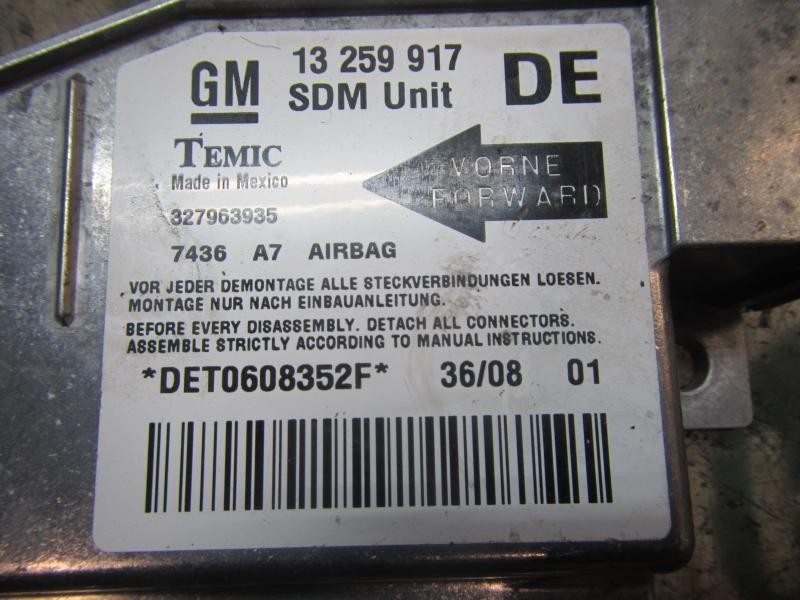 GM 13 259 917 DE
SDM Unit
TEMIC
Made in Mexico
VORNE
FORWARD
327963935
7436 A7 AIRBAG
VOR JEDER DEMONTAGE ALLE STECKVERBINDUNGEN LOESEN.
MONTAGE NUR NACH EINBAUANLEITUNG.
BEFORE EVERY DISASSEMBLY. DETACH ALL CONNECTORS.
ASSEMBLE STRICTLY ACCORDING TO MANUAL INSTRUCTIONS.
*DET0608352F* 36/08 01